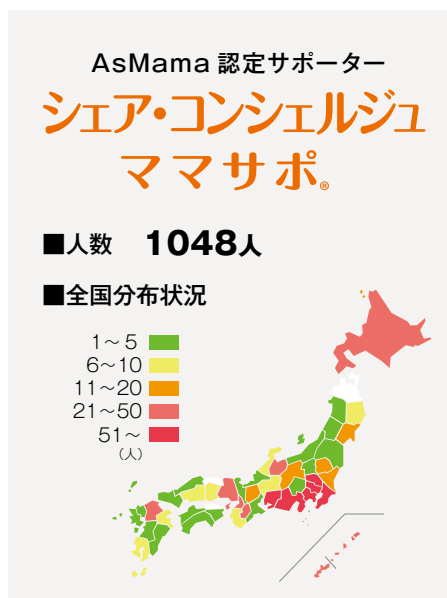 AsMama 認定サポーター
シェア・コンシェルジュ
ママサポ®
■人数 1048人
■全国分布状況
1～5
6～10
11～20
21～50
51～
(人)